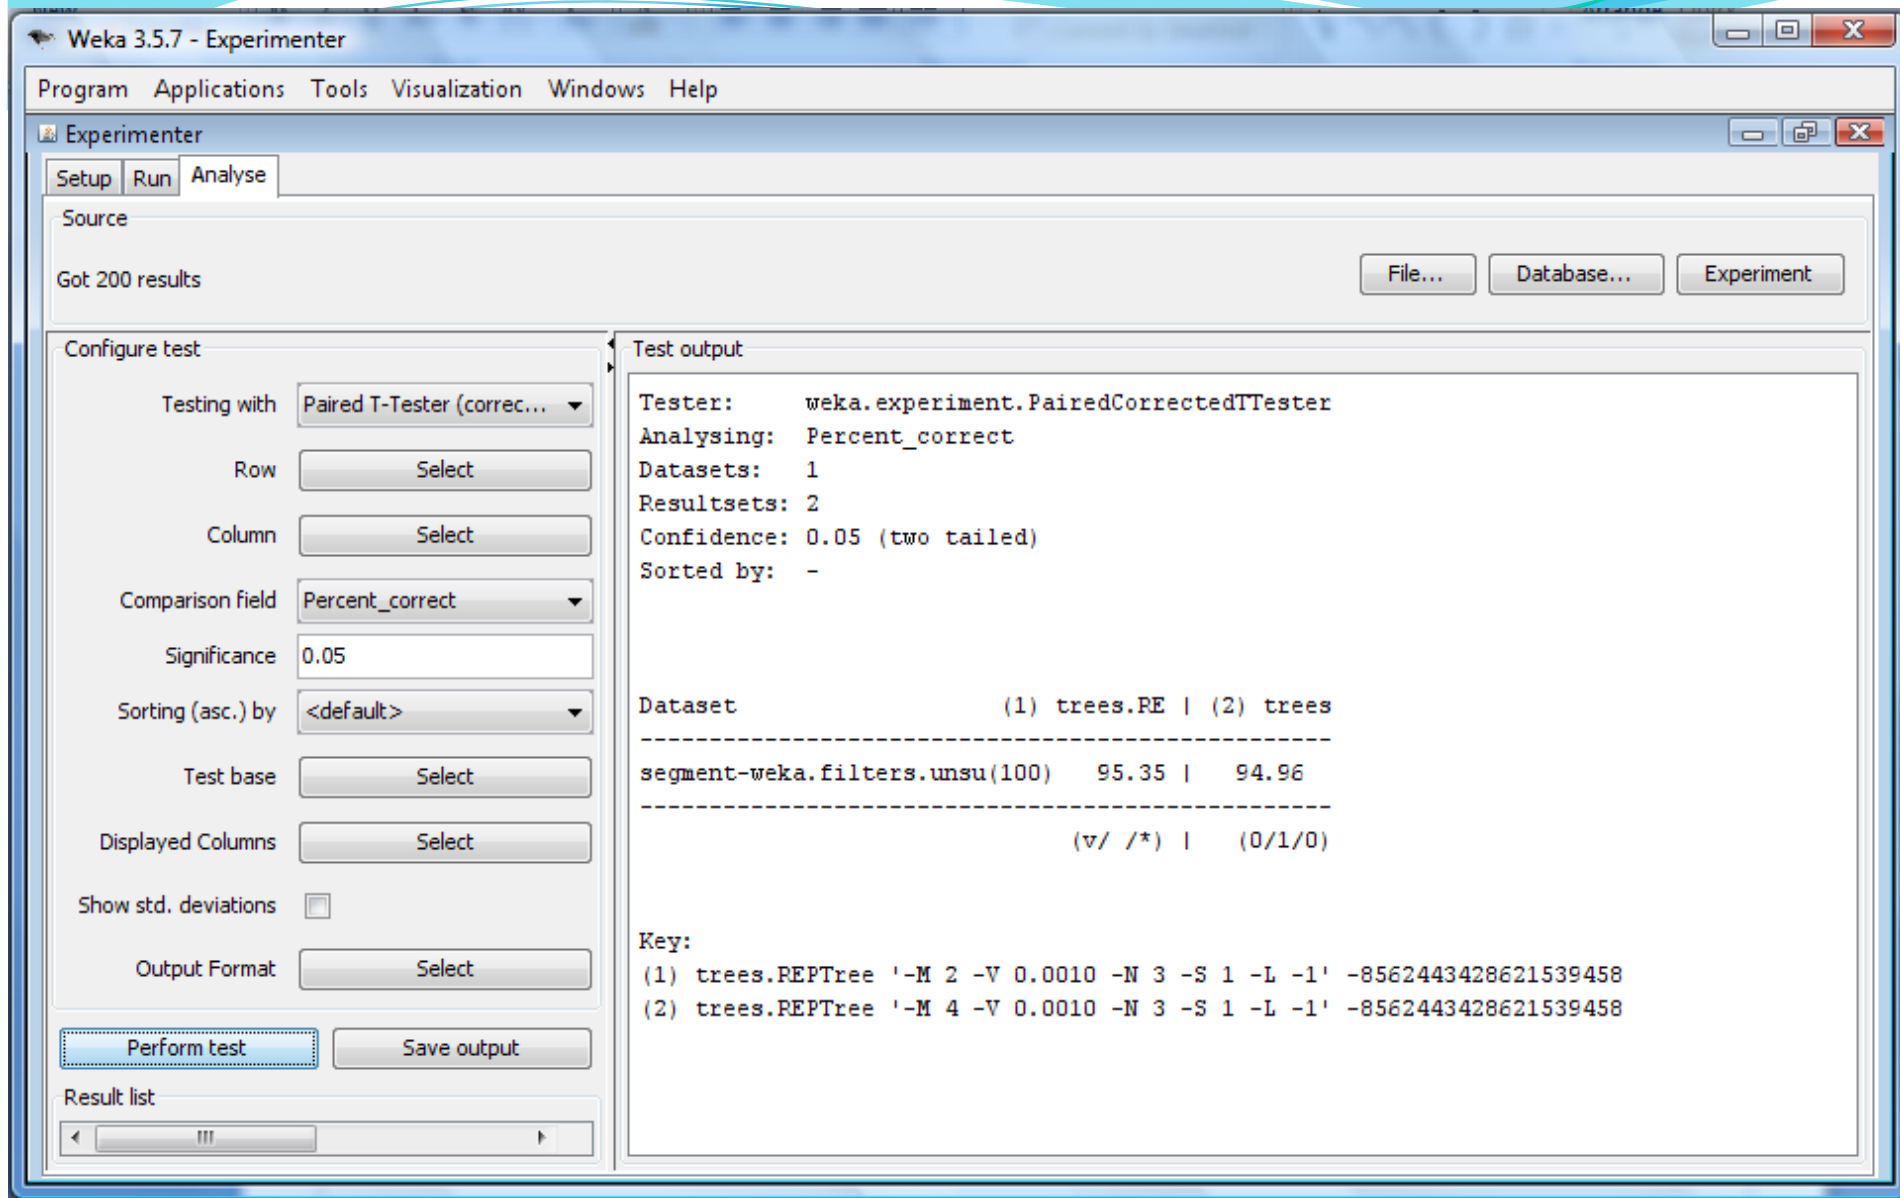 Weka 3.5.7 - Experimenter
Program Applications Tools Visualization Windows Help
Experimenter
Setup Run Analyse
Source
Got 200 results
File... Database... Experiment
Configure test
Testing with Paired T-Tester (correc...
Row Select
Column Select
Comparison field Percent_correct
Significance 0.05
Sorting (asc.) by <default>
Test base Select
Displayed Columns Select
Show std. deviations
Output Format Select
Perform test Save output
Result list
Test output
Tester: weka.experiment.PairedCorrectedTTester
Analysing: Percent_correct
Datasets: 1
Resultsets: 2
Confidence: 0.05 (two tailed)
Sorted by: -
Dataset (1) trees.RE | (2) trees
--------------------------------------------------
segment-weka.filters.unsu(100) 95.35 | 94.96
--------------------------------------------------
(v/ /*) | (0/1/0)
Key:
(1) trees.REPTree '-M 2 -V 0.0010 -N 3 -S 1 -L -1' -8562443428621539458
(2) trees.REPTree '-M 4 -V 0.0010 -N 3 -S 1 -L -1' -8562443428621539458